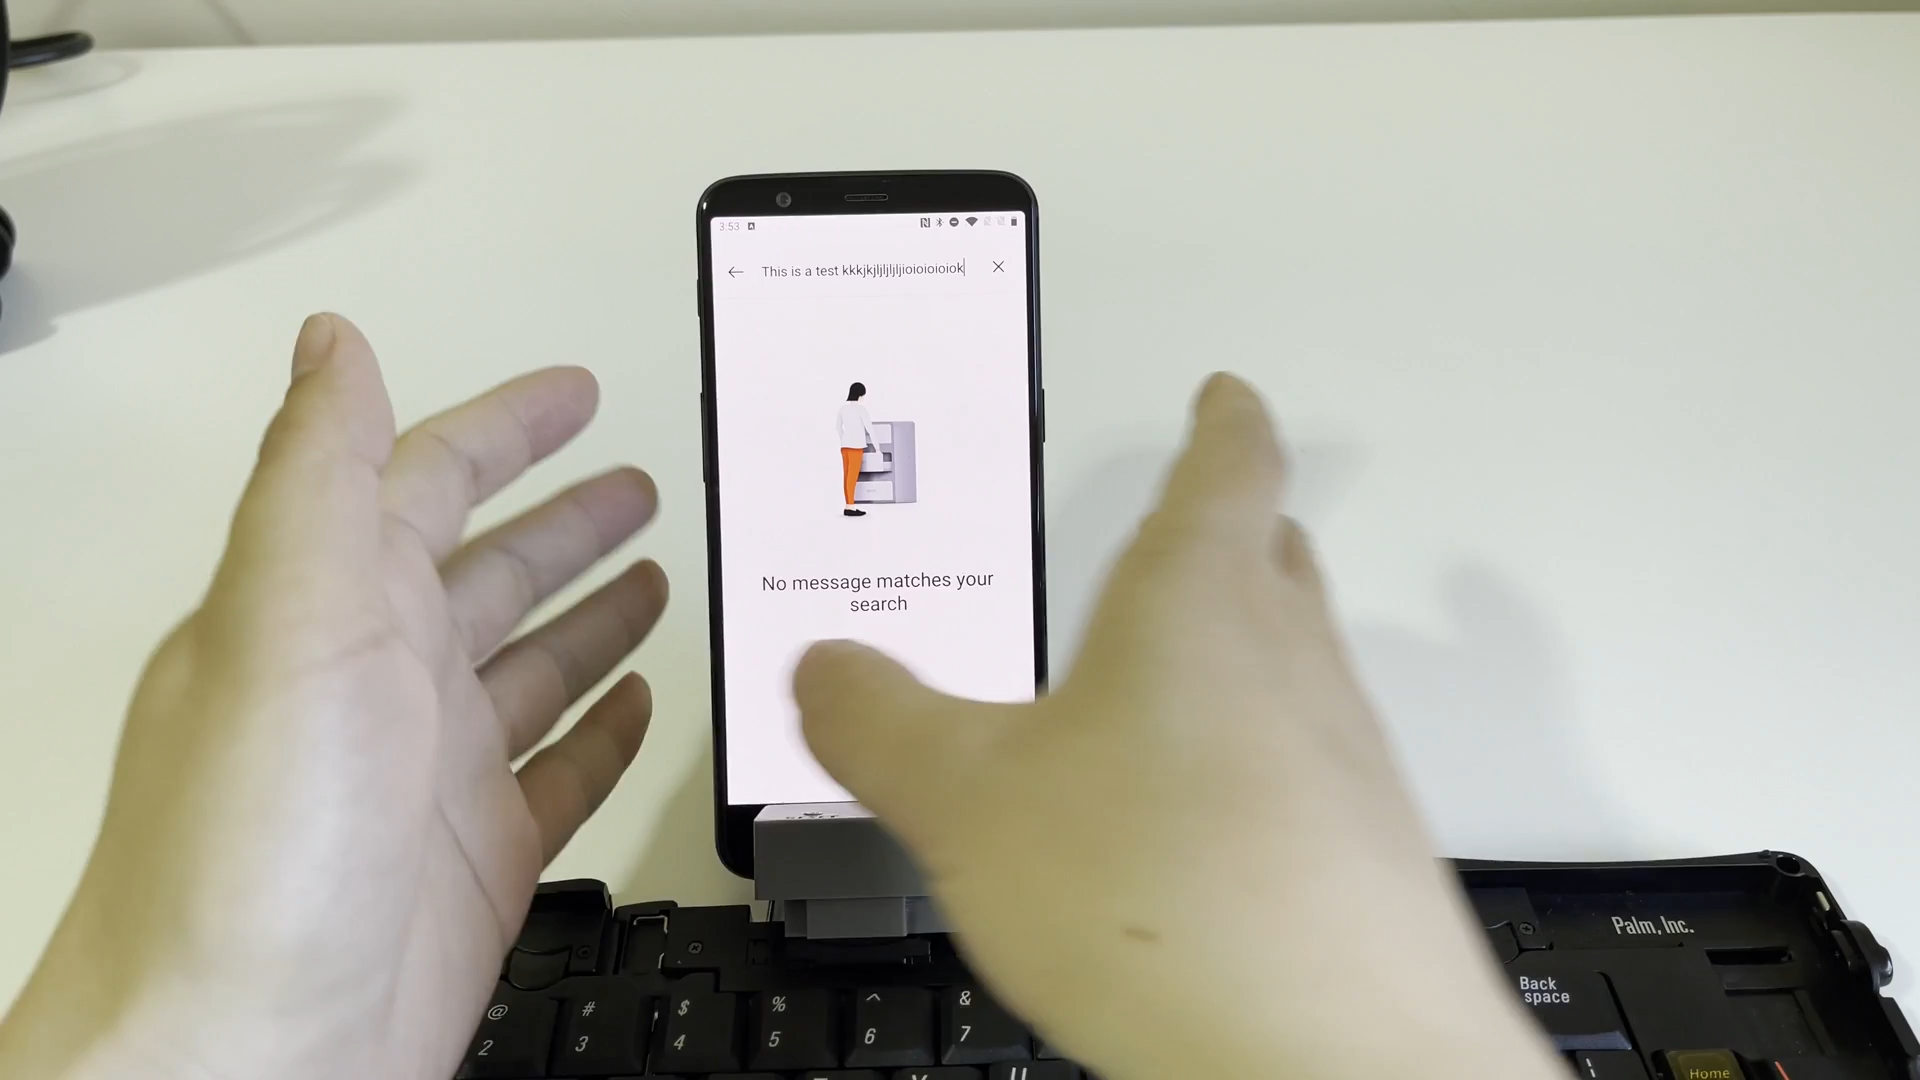 3:53
This is a test kkkjkjljljljljioioioioiok
No message matches your
search
Palm, Inc.
Back
space
@ # $ % ^ &
2 3 4 5 6 7
Home